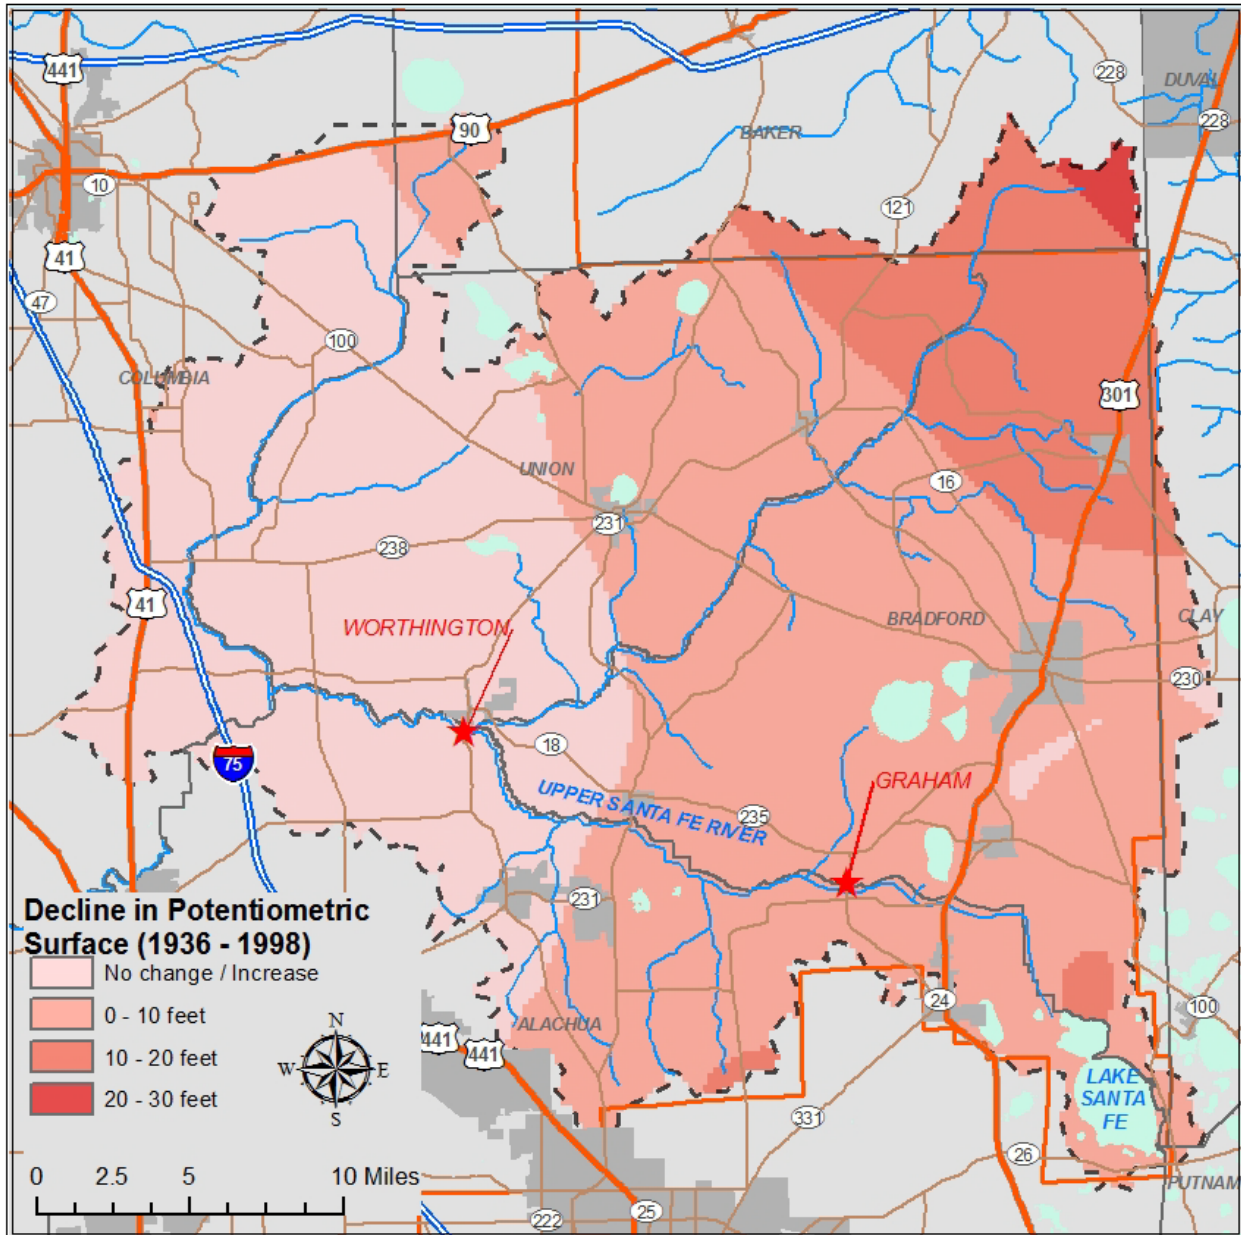 441
228
DUVAL
228
90
BAKER
10
121
41
47
100
COLUMBIA
301
UNION
16
231
238
41
BRADFORD
CLAY
WORTHINGTON
230
18
75
GRAHAM
UPPER SANTA FE RIVER
235
231
Decline in Potentiometric
Surface (1936 - 1998)
No change / Increase
0 - 10 feet
10 - 20 feet
20 - 30 feet
N
W
E
S
24
100
ALACHUA
441
441
LAKE
SANTA
FE
331
26
0
2.5
5
10 Miles
PUTNAM
25
222